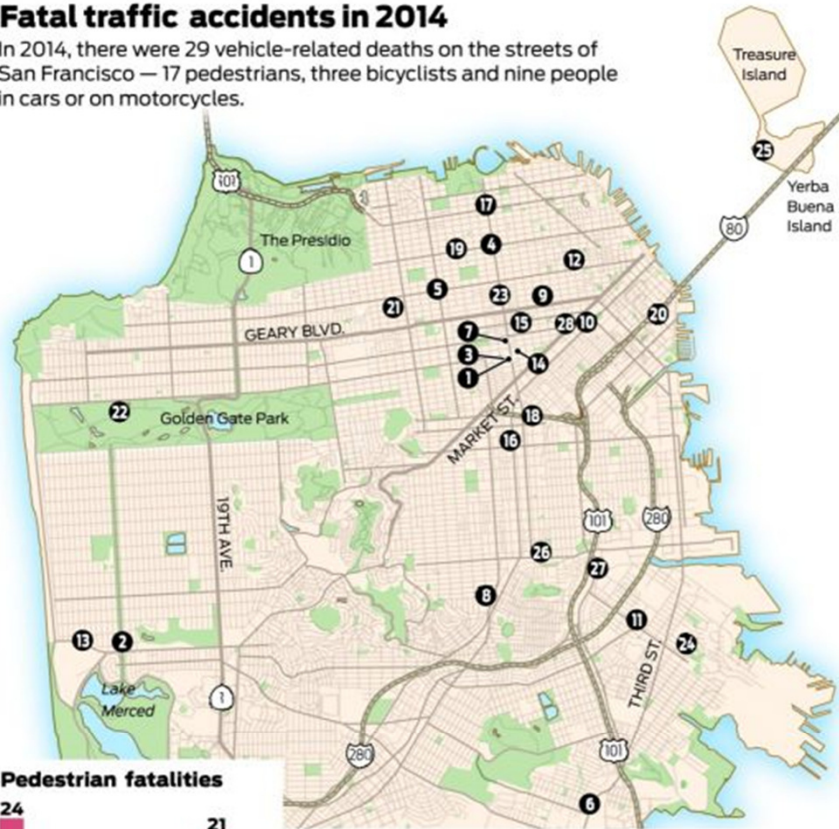 Fatal traffic accidents in 2014
In 2014, there were 29 vehicle-related deaths on the streets of
San Francisco — 17 pedestrians, three bicyclists and nine people
in cars or on motorcycles.
Treasure
Island
25
Yerba
Buena
Island
80
101
The Presidio
1
17
19
4
12
5
23
9
21
20
15
28
10
GEARY BLVD.
7
3
14
1
22
Golden Gate Park
MARKET ST.
18
16
19TH AVE.
101
280
26
27
8
11
24
13
2
THIRD ST.
Lake
Merced
1
280
101
6
Pedestrian fatalities
24
21